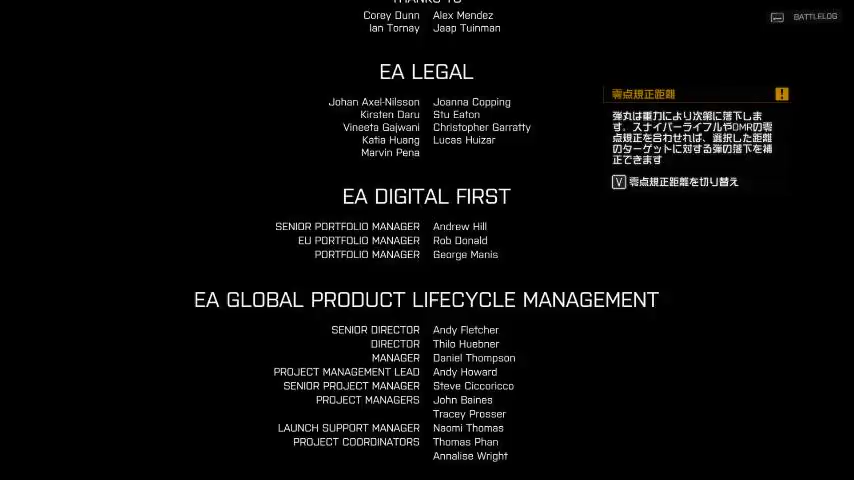 THANKS TO
Corey Dunn Alex Mendez
Ian Tornay Jaap Tuinman
BATTLELOG
EA LEGAL
Johan Axel-Nilsson Joanna Copping
Kirsten Daru Stu Eaton
Vineeta Gajwani Christopher Garratty
Katia Huang Lucas Huizar
Marvin Pena
零点規正距離
弾丸は重力により次第に落下しま
す。スナイパーライフルやDMRの零
点規正を合わせれば、選択した距離
のターゲットに対する弾の落下を補
正できます
V 零点規正距離を切り替え
EA DIGITAL FIRST
SENIOR PORTFOLIO MANAGER Andrew Hill
EU PORTFOLIO MANAGER Rob Donald
PORTFOLIO MANAGER George Manis
EA GLOBAL PRODUCT LIFECYCLE MANAGEMENT
SENIOR DIRECTOR Andy Fletcher
DIRECTOR Thilo Huebner
MANAGER Daniel Thompson
PROJECT MANAGEMENT LEAD Andy Howard
SENIOR PROJECT MANAGER Steve Ciccoricco
PROJECT MANAGERS John Baines
Tracey Prosser
LAUNCH SUPPORT MANAGER Naomi Thomas
PROJECT COORDINATORS Thomas Phan
Annalise Wright